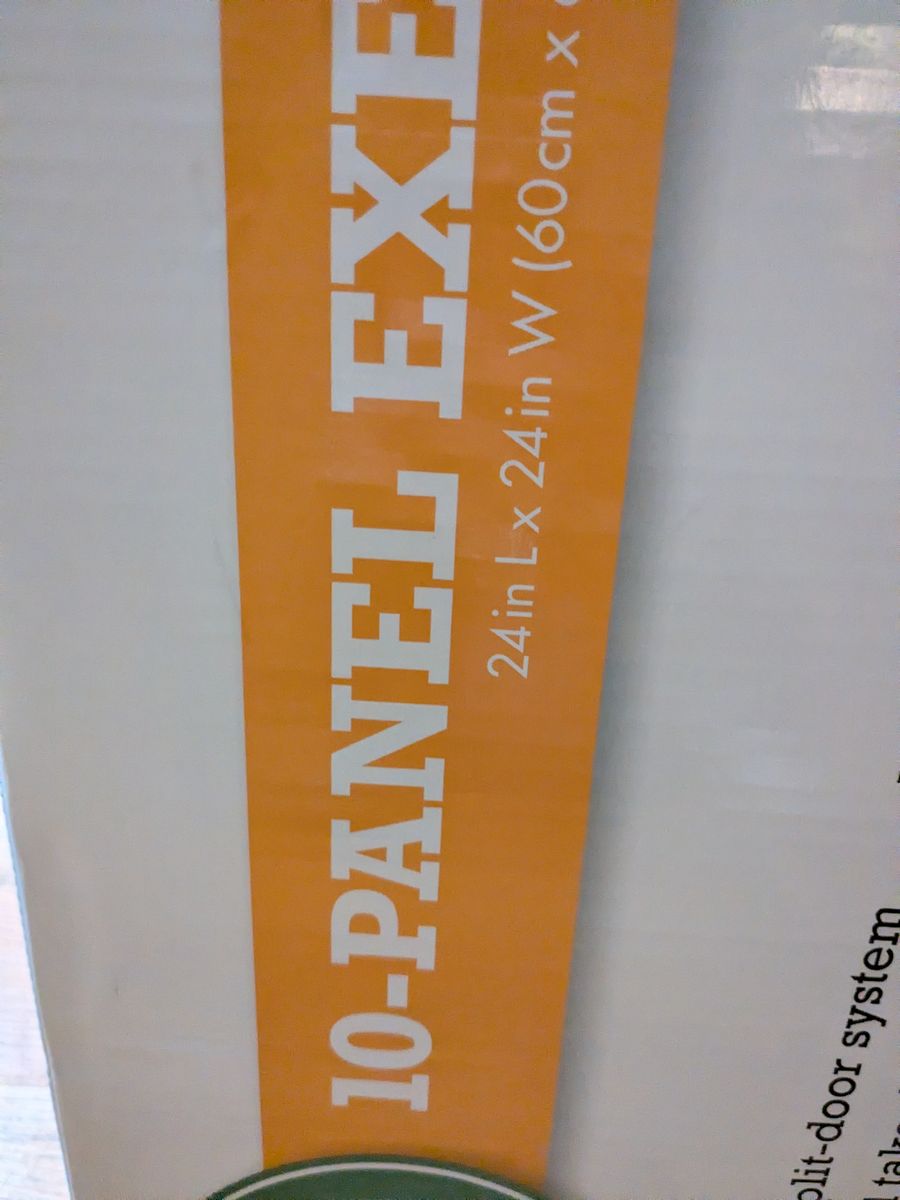 10-PANEL EXE
24in L x 24in W (60cm x
plit-door system